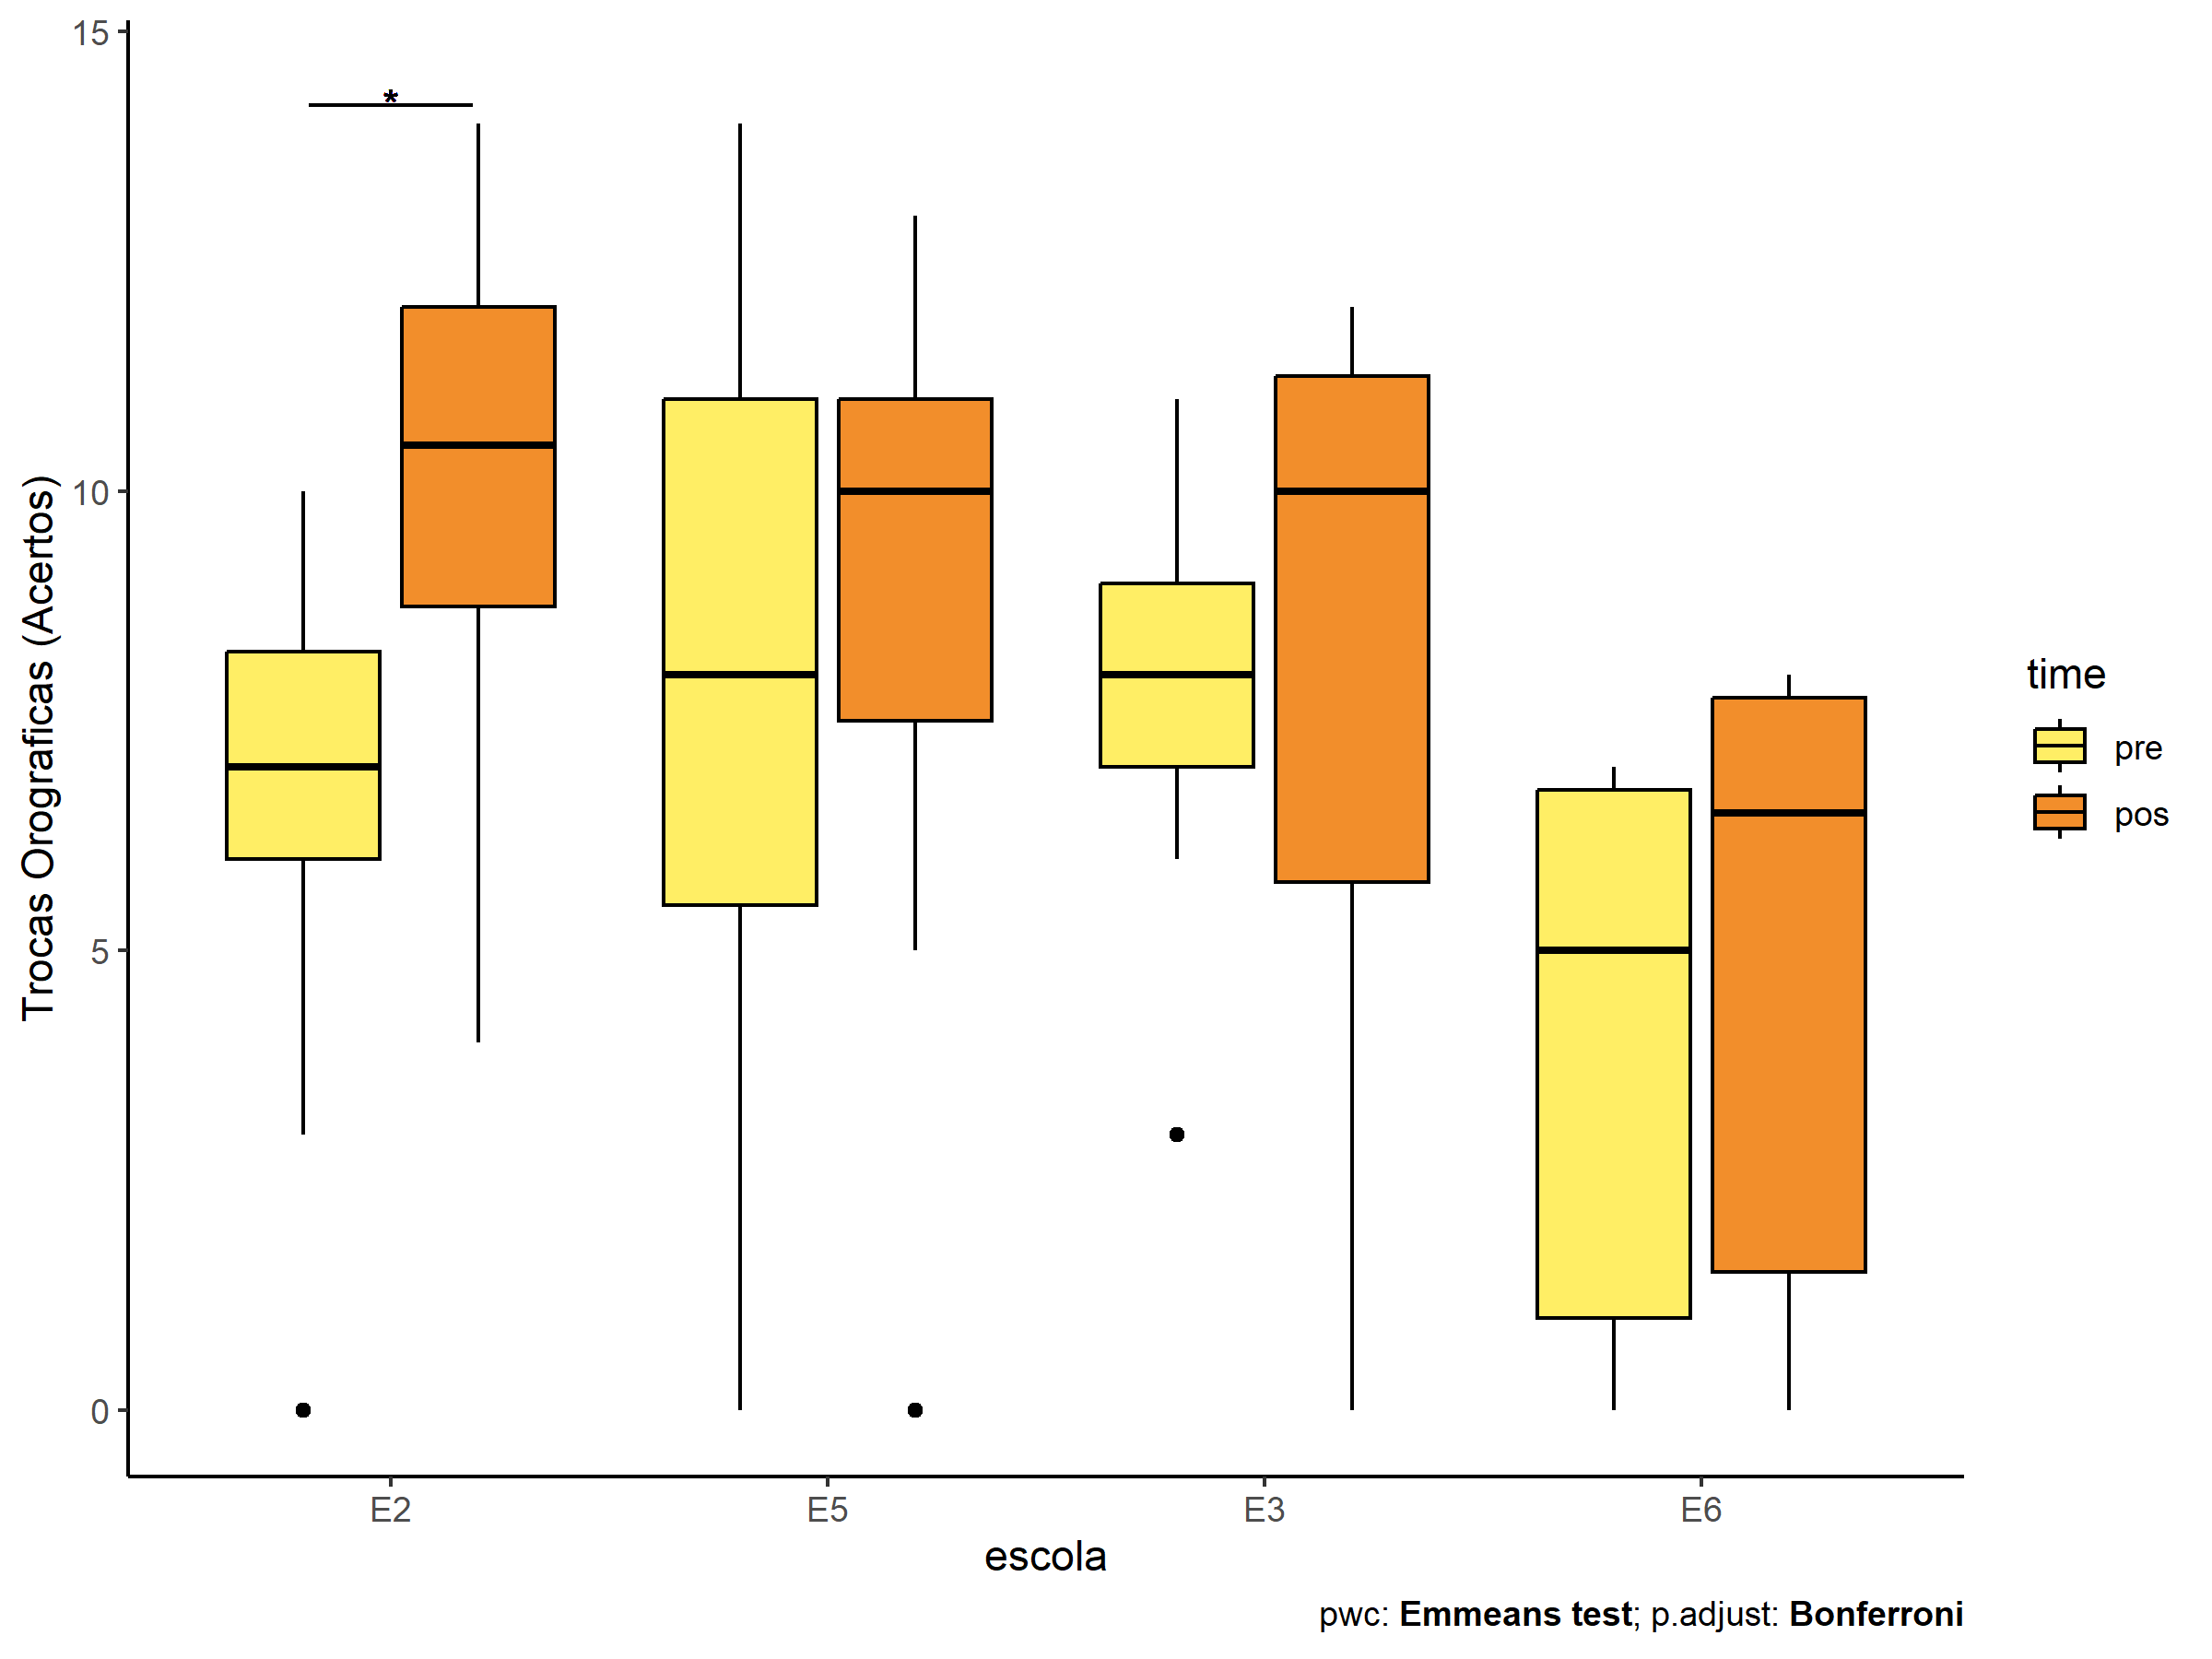 Trocas Orograficas (Acertos)
15
10
5
0
*
E2 E5 E3 E6
escola
time
pre
pos
pwc: Emmeans test; p.adjust: Bonferroni